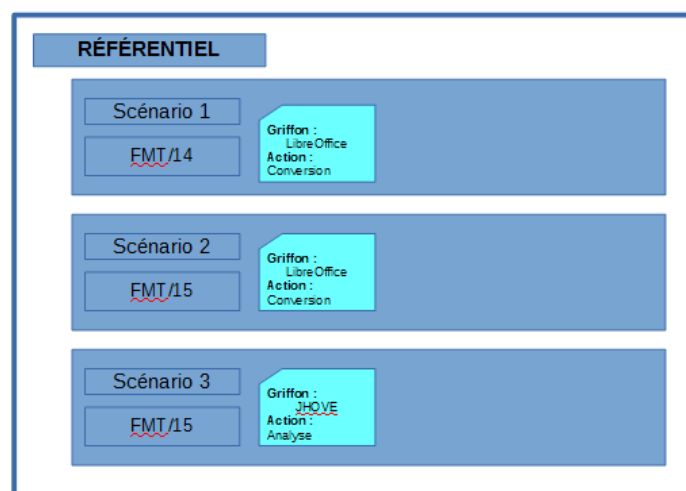 RÉFÉRENTIEL
Scénario 1
FMT/14
Griffon :
LibreOffice
Action :
Conversion
Scénario 2
FMT/15
Griffon :
LibreOffice
Action :
Conversion
Scénario 3
FMT/15
Griffon :
JHOVE
Action :
Analyse